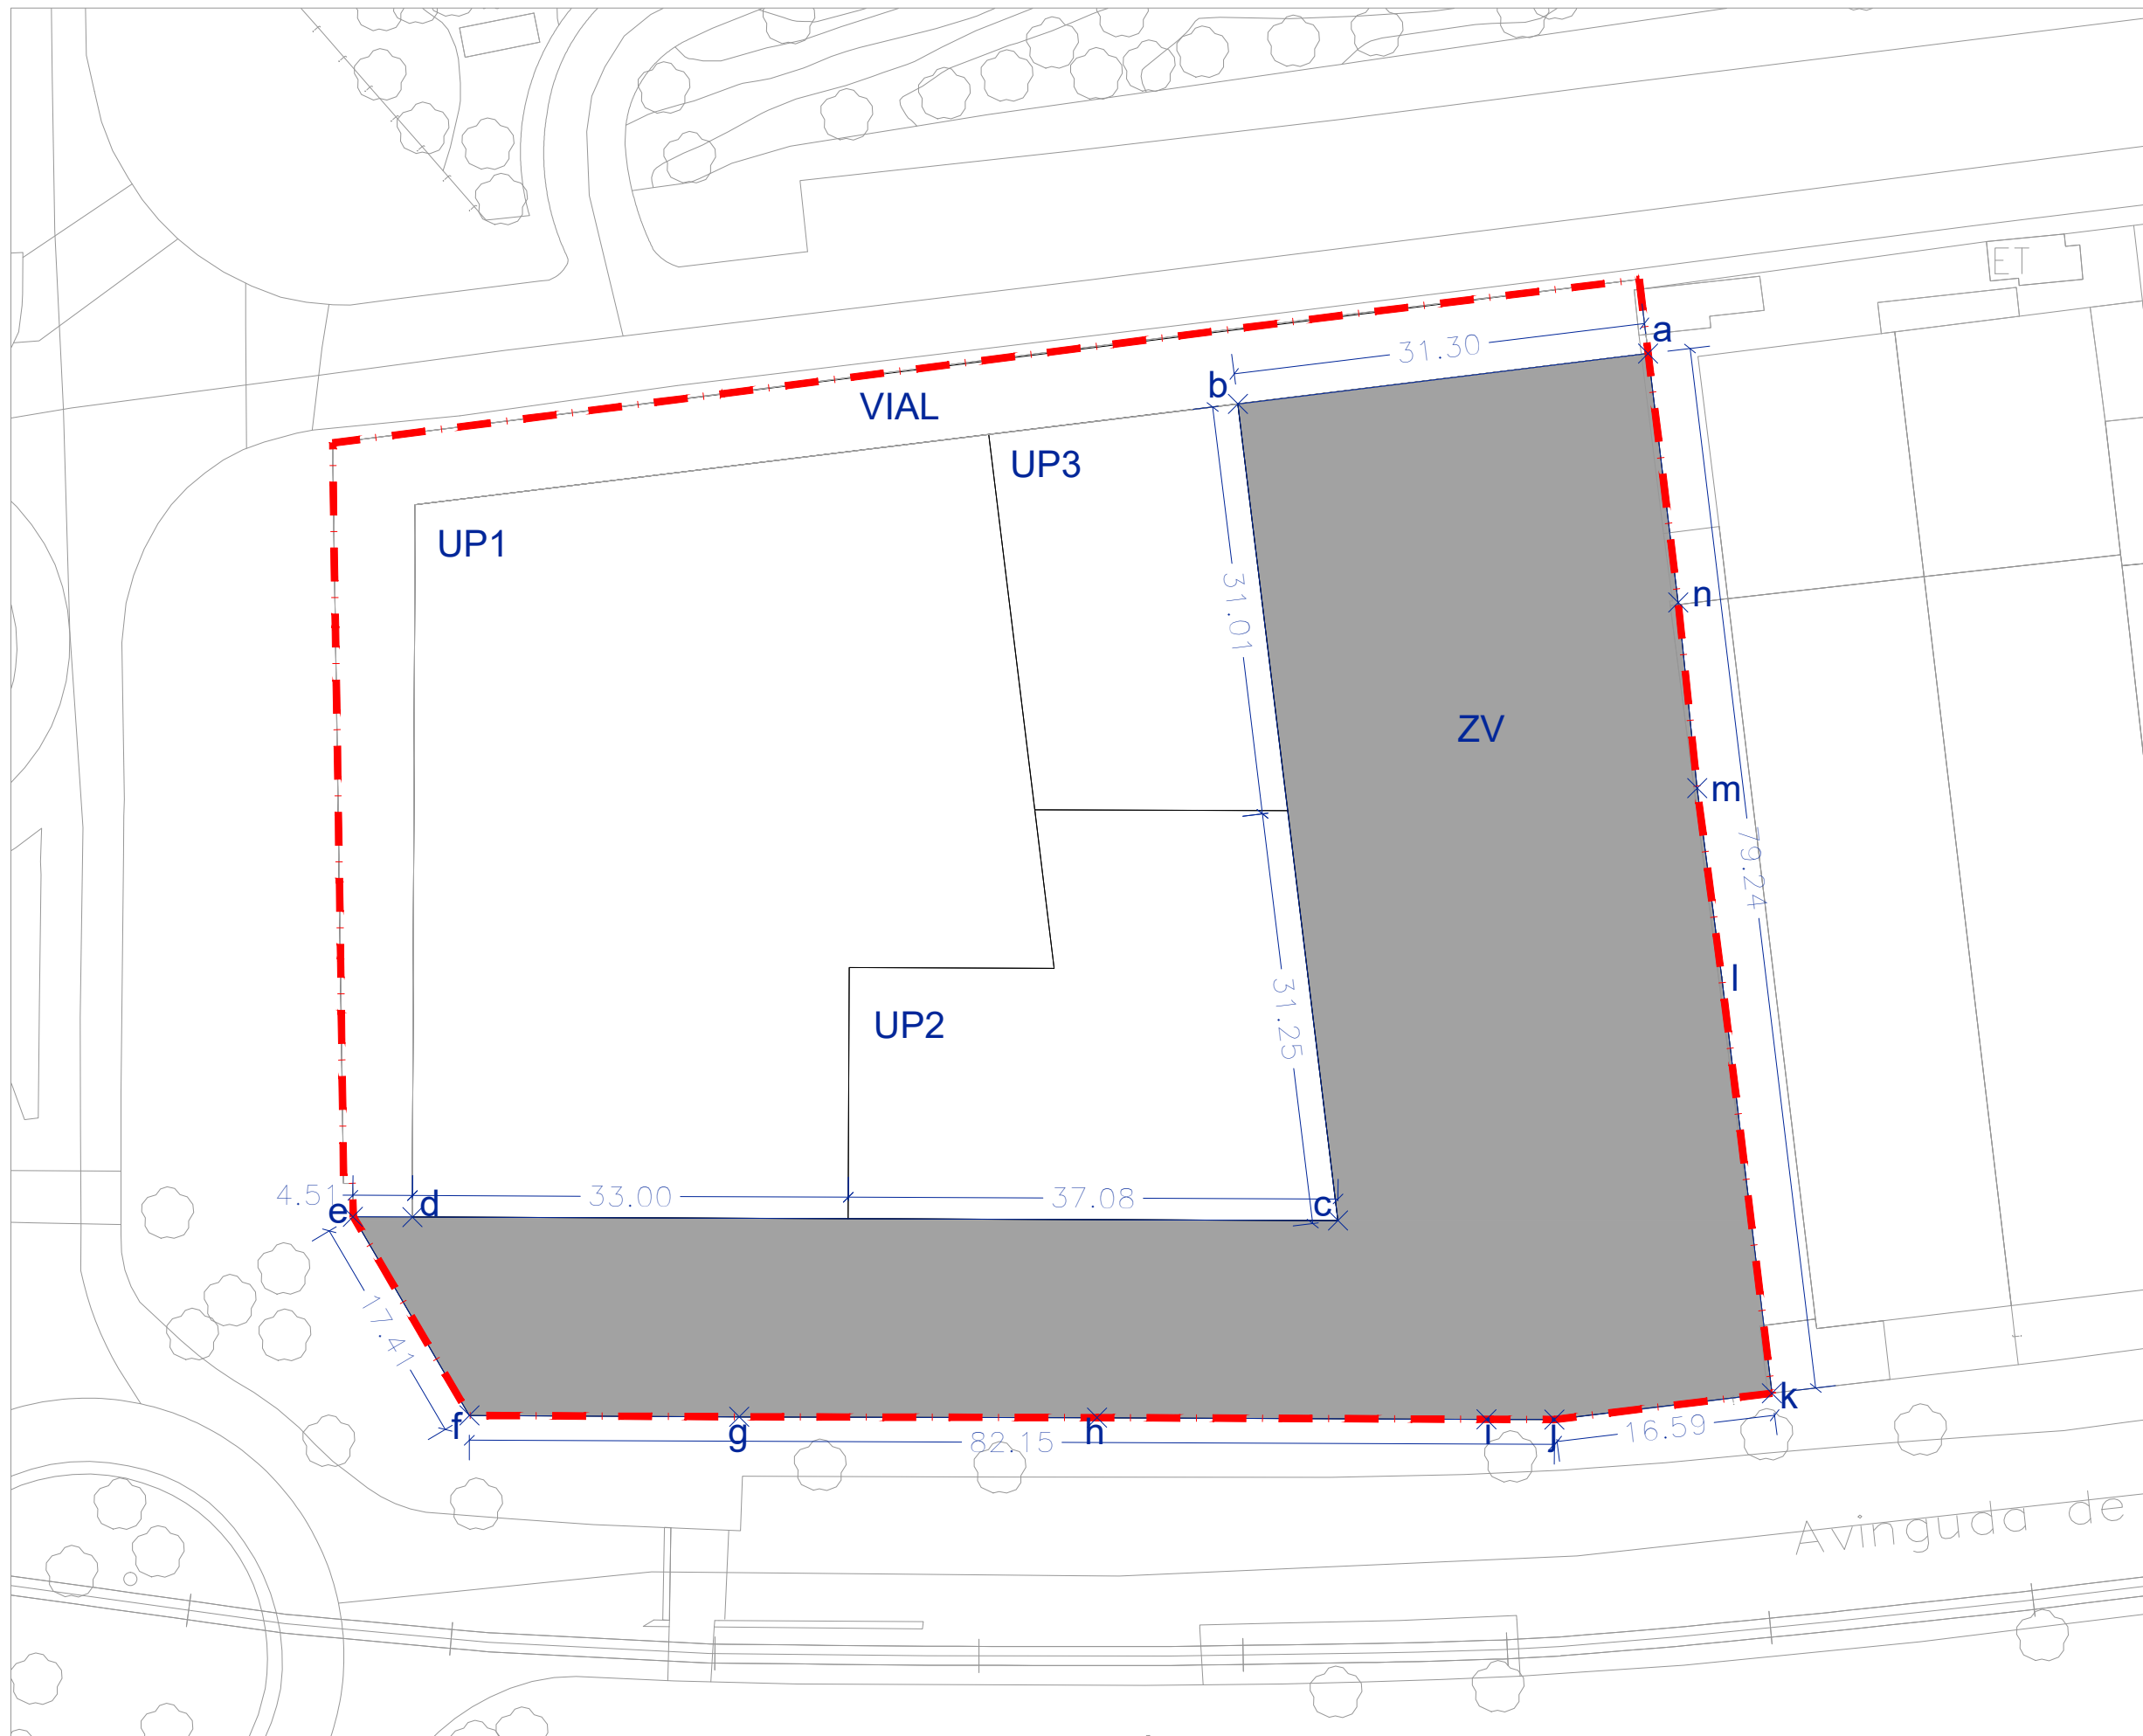 ET
a
31.30
b
VIAL
UP3
UP1
31.01
n
ZV
m
79.24
l
31.25
UP2
4.51
33.00
37.08
e
d
c
17.41
k
f
g
h
i
j
82.15
16.59
Avinguda de